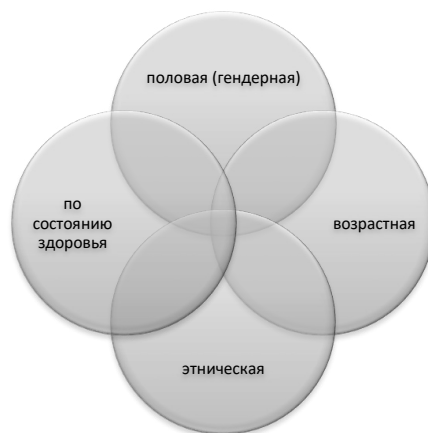 половая (гендерная)
по
состоянию
здоровья
возрастная
этническая